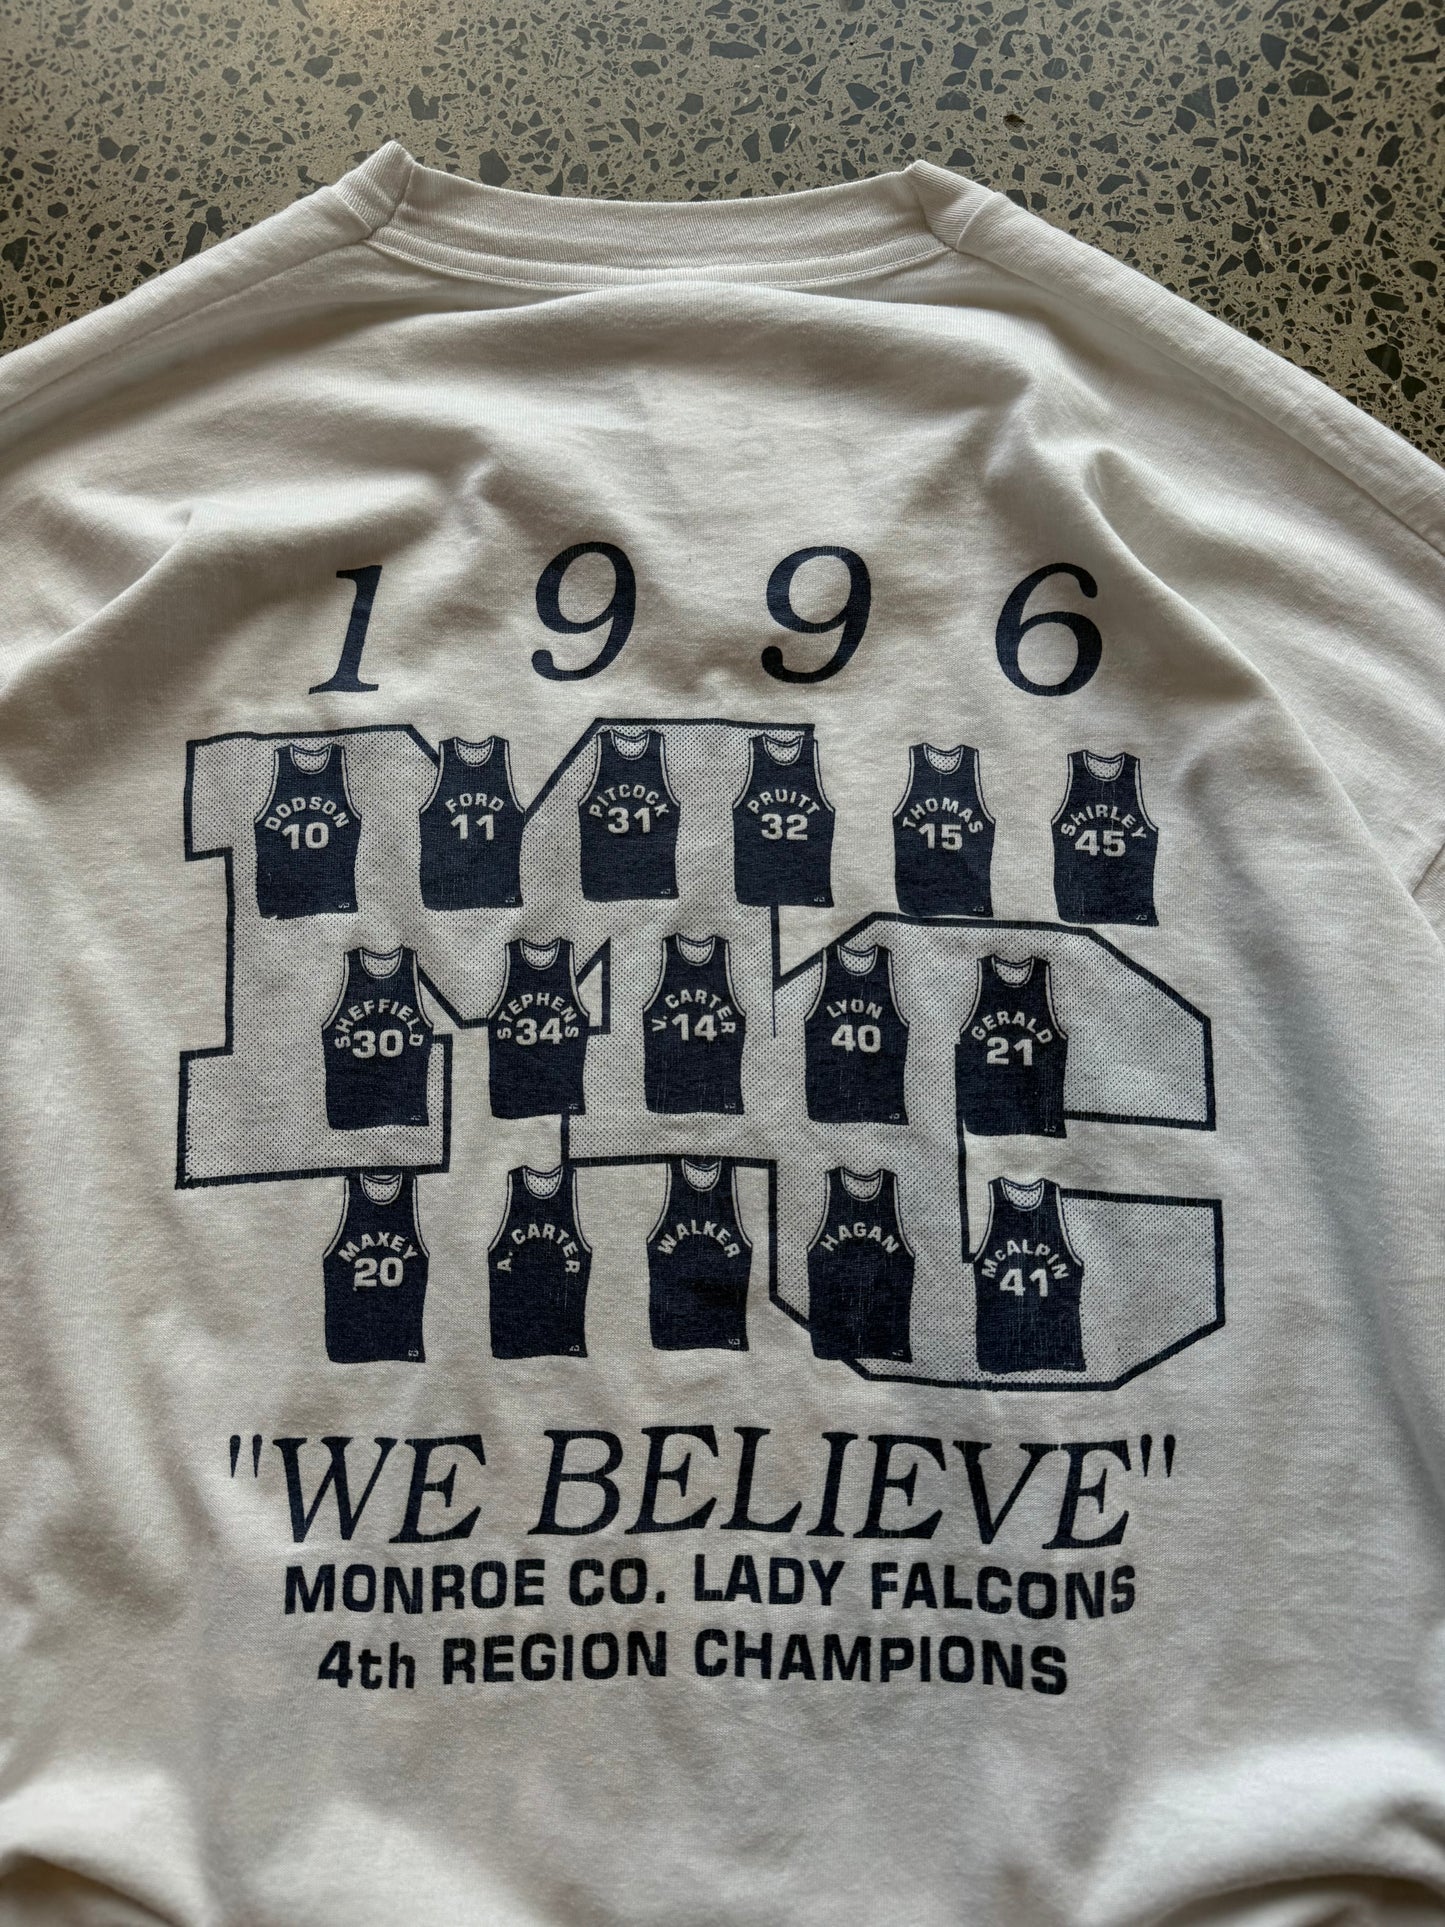 1996
DODSON 10 FORD 11 PITCOCK 31 PRUITT 32 THOMAS 15 SHIRLEY 45
SHEFFIELD 30 STEPHENS 34 V. CARTER 14 LYON 40 GERALD 21
MAXEY 20 A. CARTER WALKER HAGAN McALPIN 41
MC
"WE BELIEVE"
MONROE CO. LADY FALCONS
4th REGION CHAMPIONS